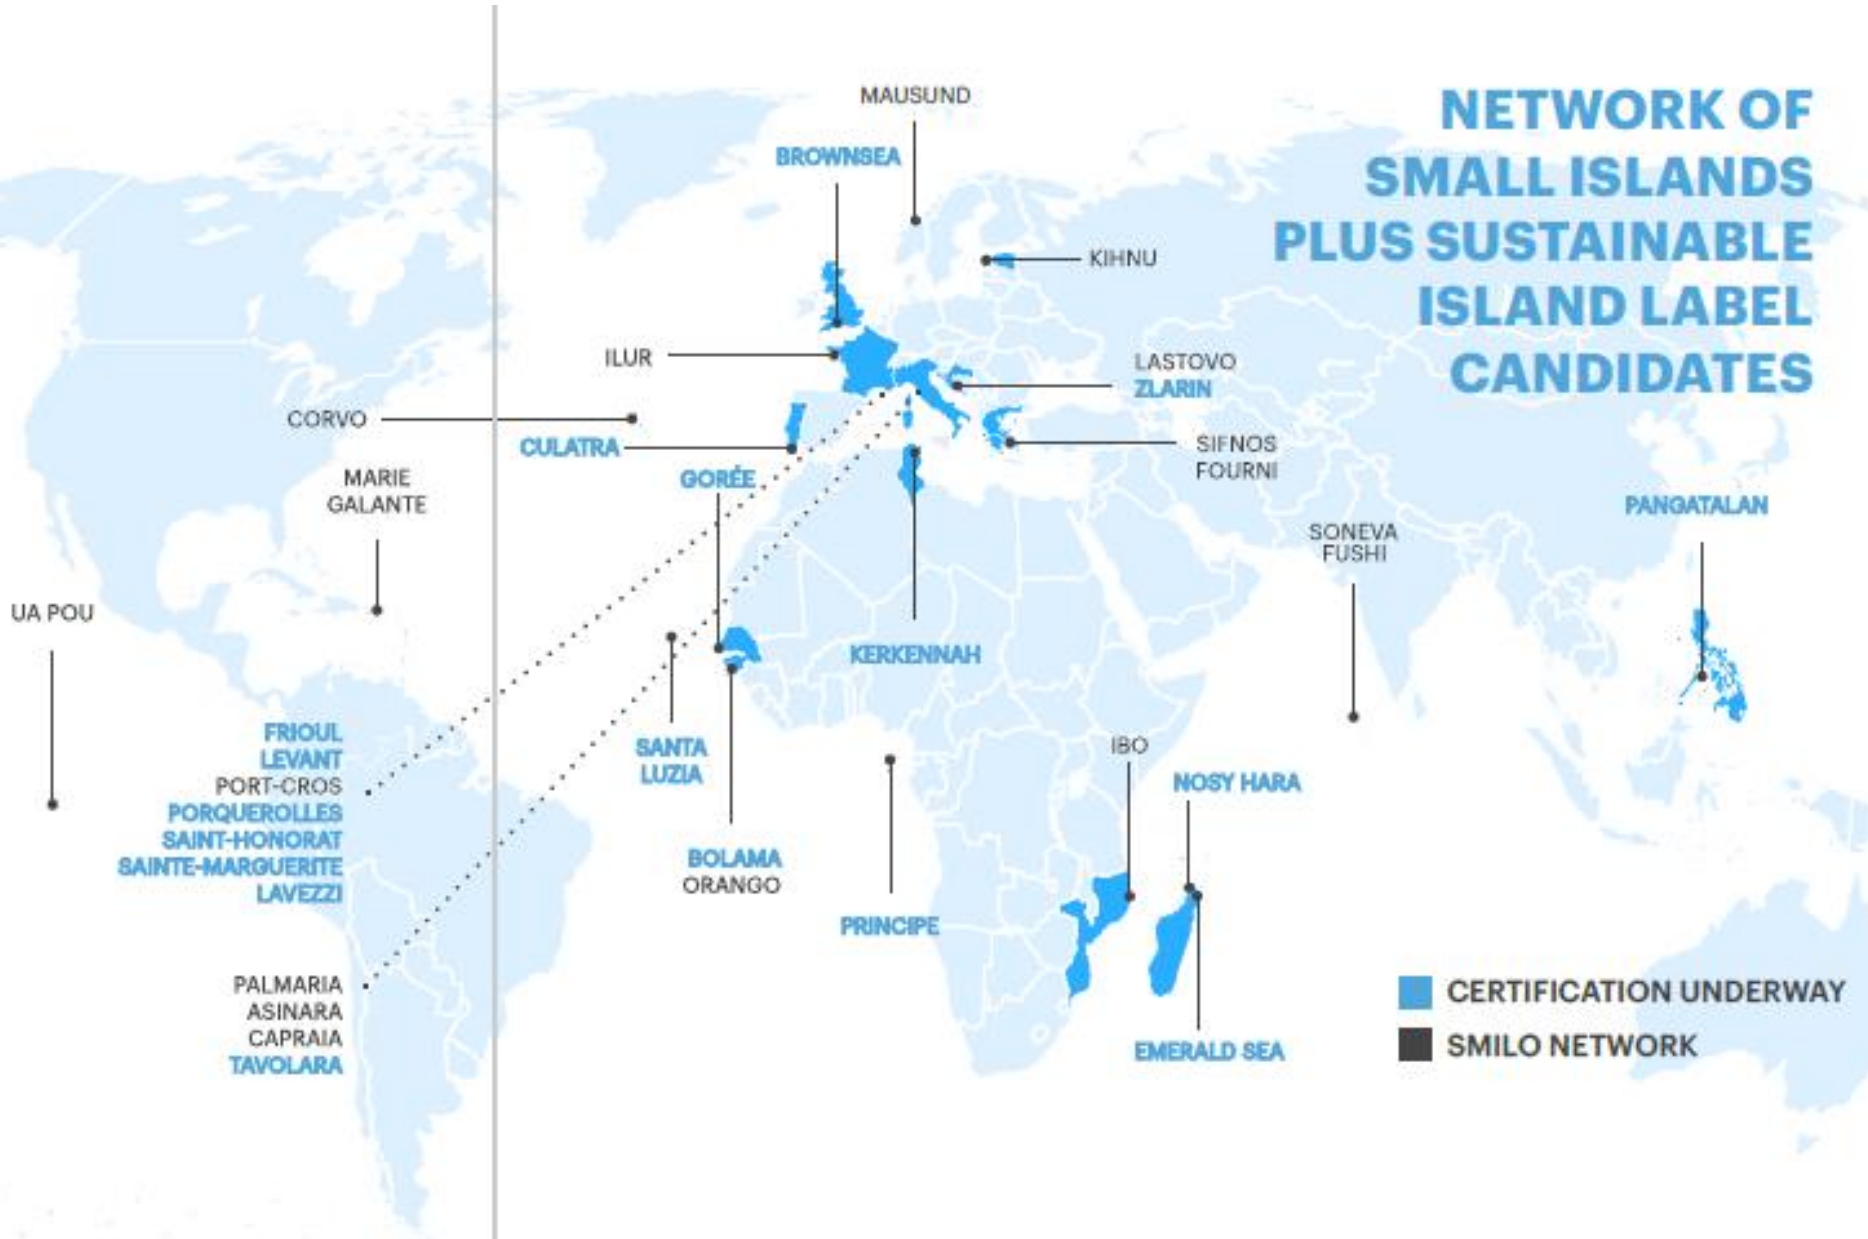 NETWORK OF
SMALL ISLANDS
PLUS SUSTAINABLE
ISLAND LABEL
CANDIDATES
MAUSUND
BROWNSEA
KIHNU
ILUR
LASTOVO
ZLARIN
CORVO
CULATRA
SIFNOS
FOURNI
MARIE
GALANTE
GORÉE
PANGATALAN
SONEVA
FUSHI
UA POU
KERKENNAH
FRIOUL
LEVANT
PORT-CROS
PORQUEROLLES
SAINT-HONORAT
SAINTE-MARGUERITE
LAVEZZI
SANTA
LUZIA
IBO
NOSY HARA
BOLAMA
ORANGO
PRINCIPE
PALMARIA
ASINARA
CAPRAIA
TAVOLARA
EMERALD SEA
CERTIFICATION UNDERWAY
SMILO NETWORK